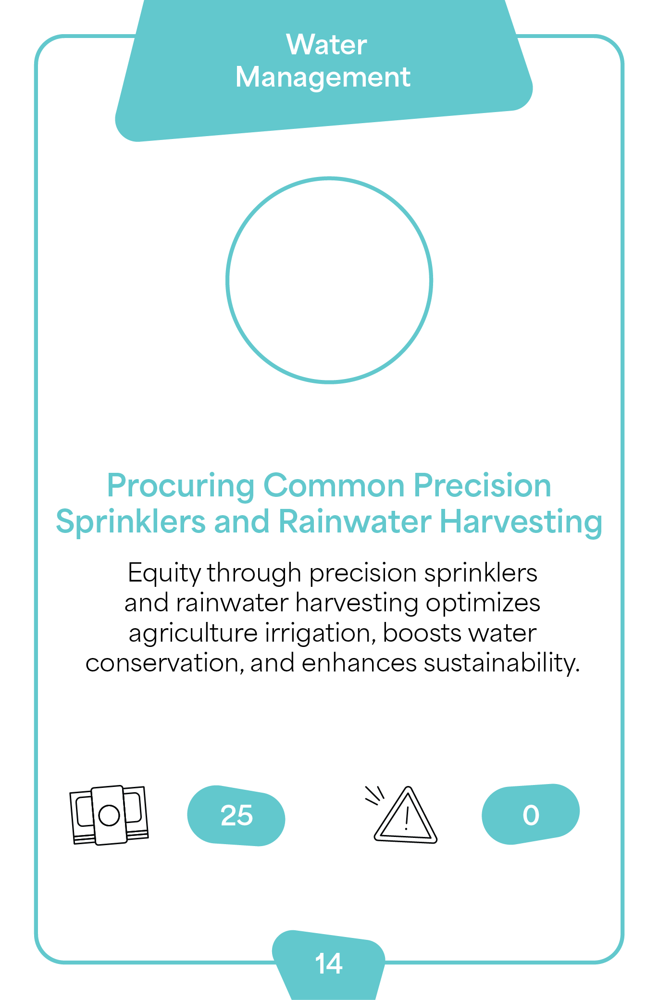 Water
Management
Procuring Common Precision
Sprinklers and Rainwater Harvesting
Equity through precision sprinklers
and rainwater harvesting optimizes
agriculture irrigation, boosts water
conservation, and enhances sustainability.
25
!
0
14